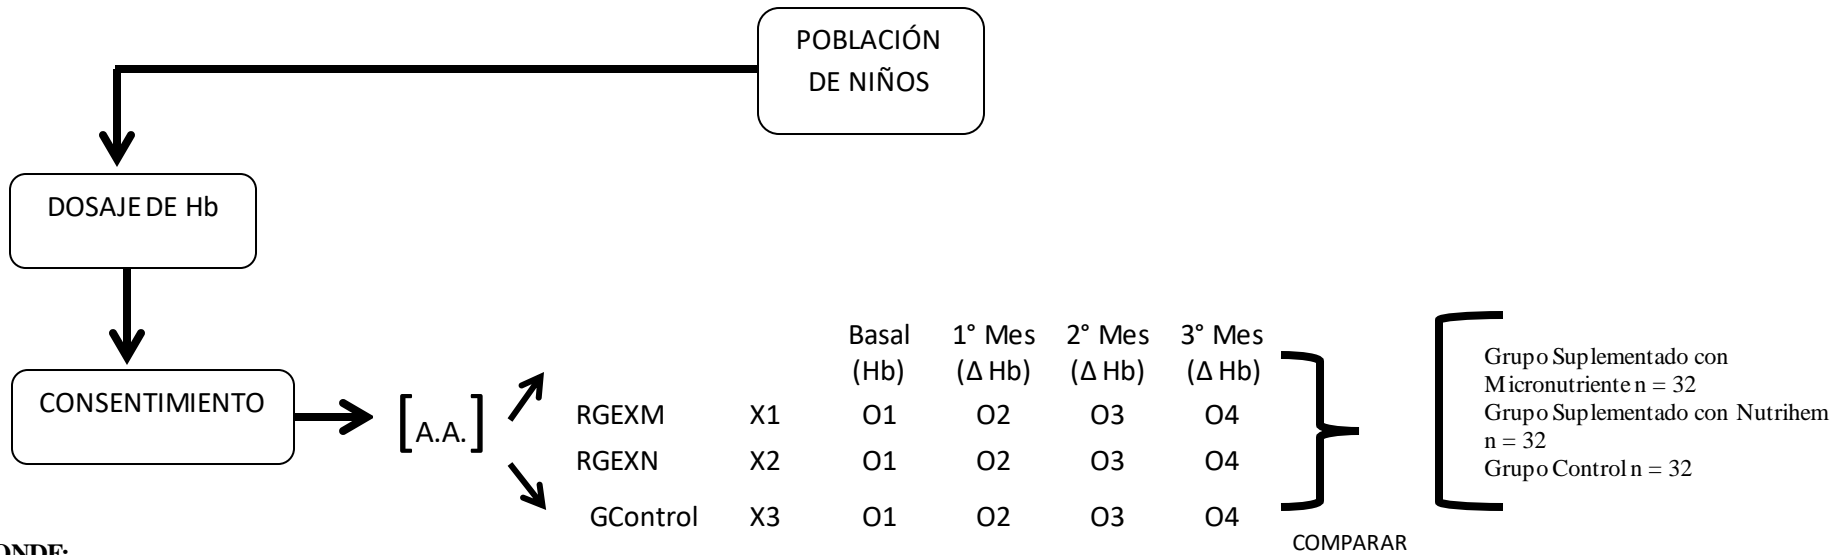 POBLACIÓN
DE NIÑOS
DOSAJE DE Hb
CONSENTIMIENTO
[A.A.]
Basal 1° Mes 2° Mes 3° Mes
(Hb) (Δ Hb) (Δ Hb) (Δ Hb)
RGEXM X1 O1 O2 O3 O4
RGEXN X2 O1 O2 O3 O4
GControl X3 O1 O2 O3 O4
COMPARAR
Grupo Suplementado con
Micronutriente n = 32
Grupo Suplementado con Nutrihem
n = 32
Grupo Control n = 32